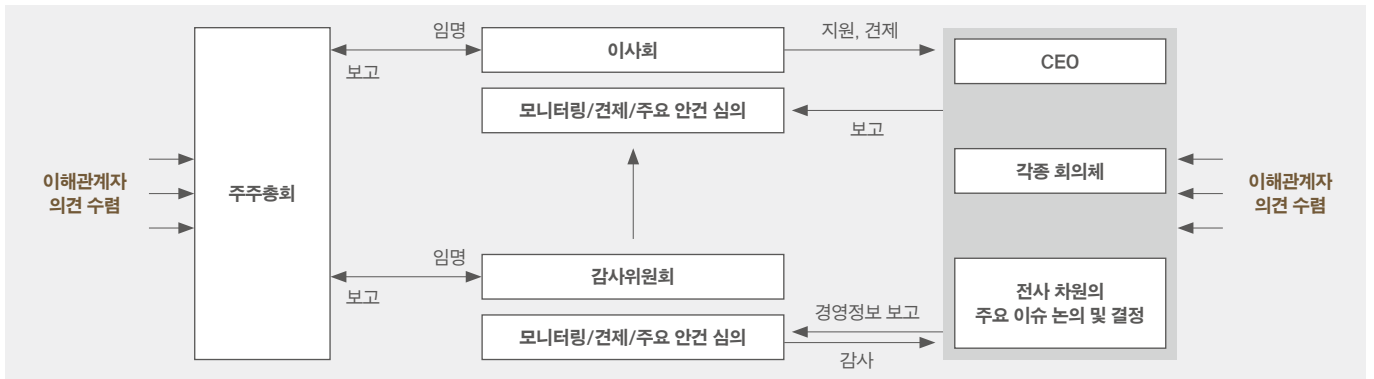 이해관계자
의견 수렴
주주총회
임명
보고
이사회
모니터링/견제/주요 안건 심의
지원, 견제
보고
CEO
각종 회의체
전사 차원의
주요 이슈 논의 및 결정
임명
보고
감사위원회
모니터링/견제/주요 안건 심의
경영정보 보고
감사
이해관계자
의견 수렴